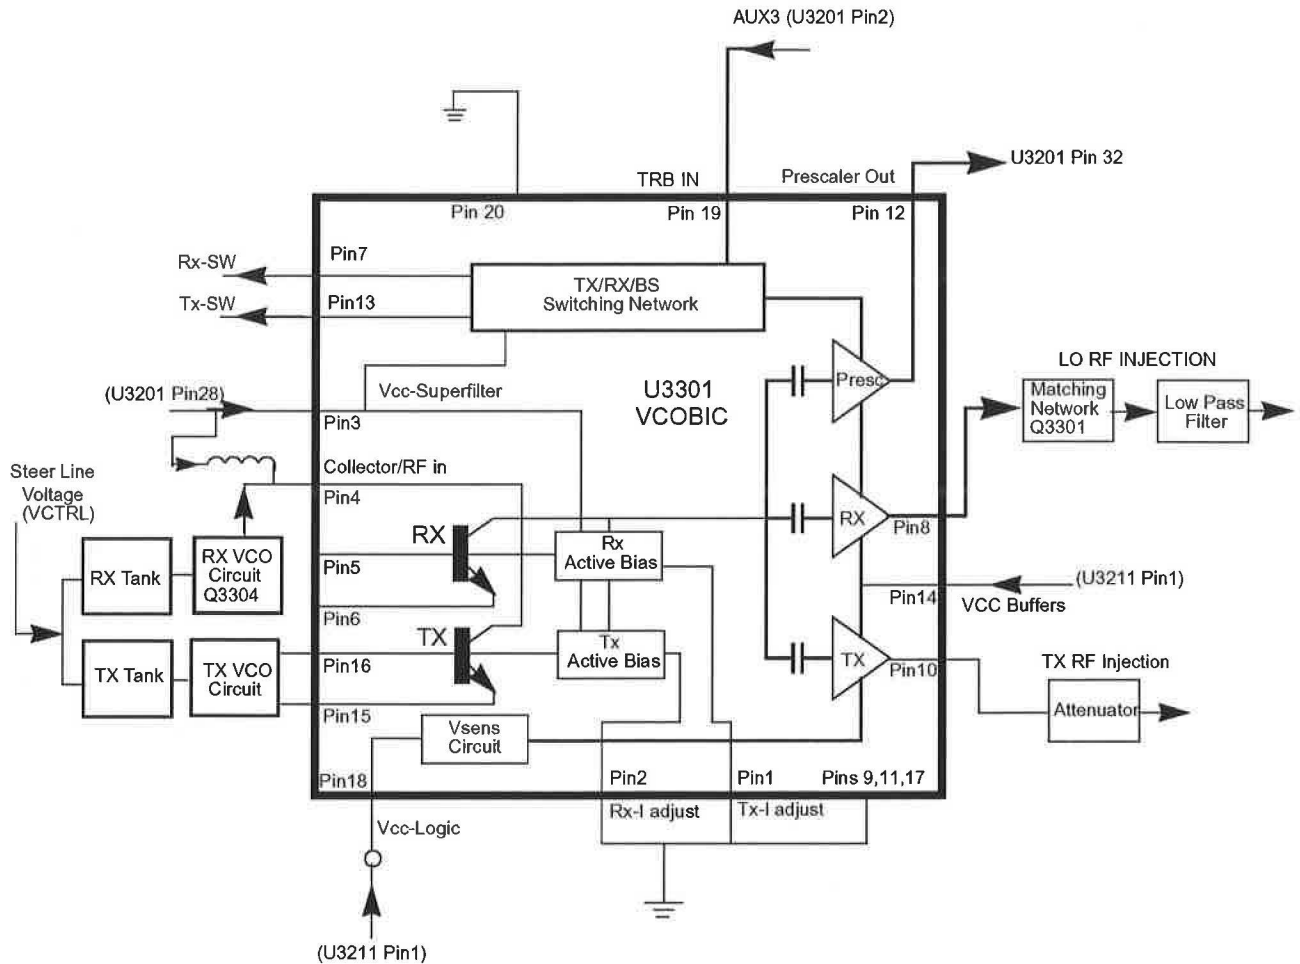 AUX3 (U3201 Pin2)
U3201 Pin 32
TRB IN
Prescaler Out
Pin 20
Pin 19
Pin 12
Pin7
Rx-SW
TX/RX/BS
Switching Network
Tx-SW
Pin13
Presc
U3301
VCOBIC
LO RF INJECTION
Matching
Network
Q3301
Low Pass
Filter
(U3201 Pin28)
Vcc-Superfilter
Pin3
Steer Line
Voltage
(VCTRL)
Collector/RF in
Pin4
RX
Rx
Active Bias
RX
Pin8
RX Tank
RX VCO
Circuit
Q3304
Pin5
Pin6
Pin14
(U3211 Pin1)
VCC Buffers
TX
Tx
Active Bias
TX
Pin10
TX RF Injection
Attenuator
TX Tank
TX VCO
Circuit
Pin16
Pin15
Vsens
Circuit
Pin18
Pin2
Pin1
Pins 9,11,17
Rx-I adjust
Tx-I adjust
Vcc-Logic
(U3211 Pin1)